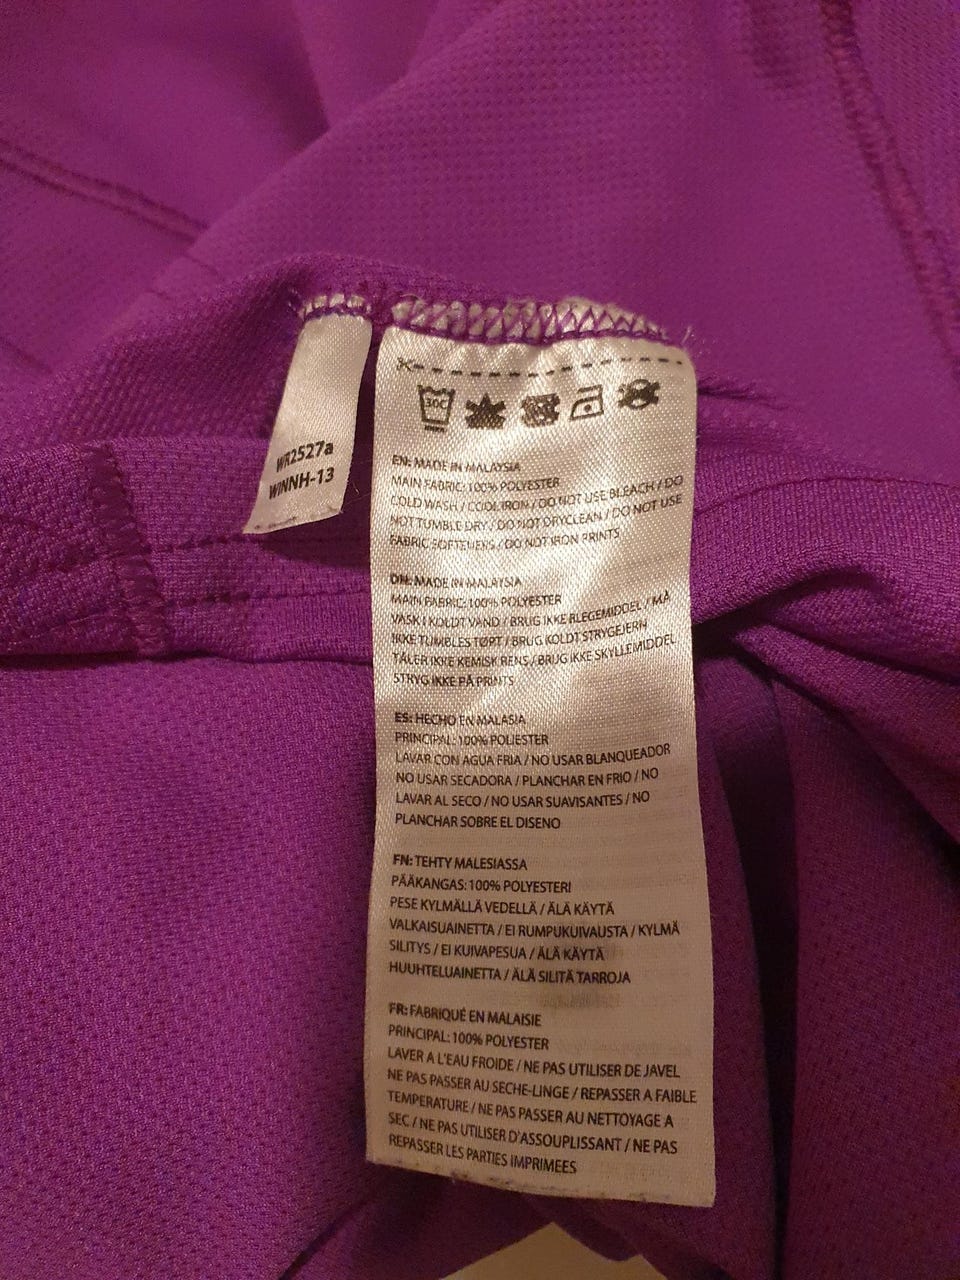 WR2527a
WINNH-13
30C
EN: MADE IN MALAYSIA
MAIN FABRIC: 100% POLYESTER
COLD WASH / COOL IRON / DO NOT USE BLEACH / DO
NOT TUMBLE DRY / DO NOT DRYCLEAN / DO NOT USE
FABRIC SOFTENERS / DO NOT IRON PRINTS
DN: MADE IN MALAYSIA
MAIN FABRIC: 100% POLYESTER
VASK I KOLDT VAND / BRUG IKKE BLEGEMIDDEL / MÅ
IKKE TUMBLES TØRT / BRUG KOLDT STRYGEJERH
TÅLER IKKE KEMISK RENS / BRUG IKKE SKYLLEMIDDEL
STRYG IKKE PÅ PRINTS
ES: HECHO EN MALASIA
PRINCIPAL: 100% POLIESTER
LAVAR CON AGUA FRIA / NO USAR BLANQUEADOR
NO USAR SECADORA / PLANCHAR EN FRIO / NO
LAVAR AL SECO / NO USAR SUAVISANTES / NO
PLANCHAR SOBRE EL DISENO
FN: TEHTY MALESIASSA
PÄÄKANGAS: 100% POLYESTERI
PESE KYLMÄLLÄ VEDELLÄ / ÄLÄ KÄYTÄ
VALKAISUAINETTA / EI RUMPUKUIVAUSTA / KYLMÄ
SILITYS / EI KUIVAPESUA / ÄLÄ KÄYTÄ
HUUHTELUAINETTA / ÄLÄ SILITÄ TARROJA
FR: FABRIQUÉ EN MALAISIE
PRINCIPAL: 100% POLYESTER
LAVER A L'EAU FROIDE / NE PAS UTILISER DE JAVEL
NE PAS PASSER AU SECHE-LINGE / REPASSER A FAIBLE
TEMPERATURE / NE PAS PASSER AU NETTOYAGE A
SEC / NE PAS UTILISER D'ASSOUPLISSANT / NE PAS
REPASSER LES PARTIES IMPRIMEES